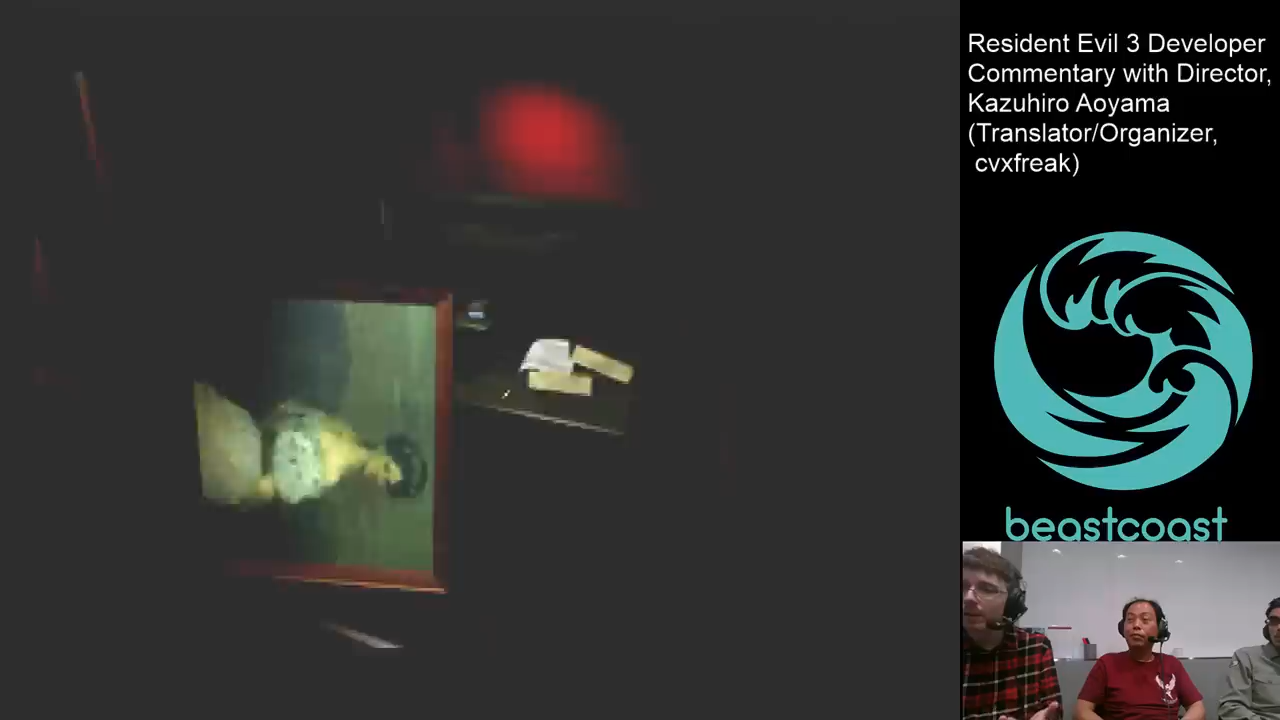 Resident Evil 3 Developer
Commentary with Director,
Kazuhiro Aoyama
(Translator/Organizer,
cvxfreak)
beastcoast